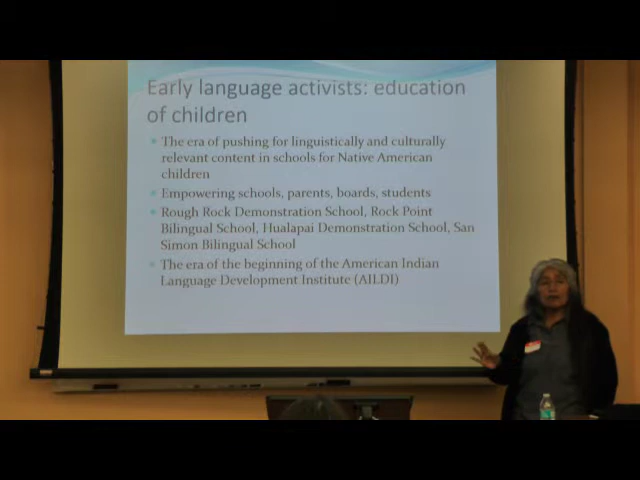 Early language activists: education
of children
The era of pushing for linguistically and culturally
relevant content in schools for Native American
children
Empowering schools, parents, boards, students
Rough Rock Demonstration School, Rock Point
Bilingual School, Hualapai Demonstration School, San
Simon Bilingual School
The era of the beginning of the American Indian
Language Development Institute (AILDI)